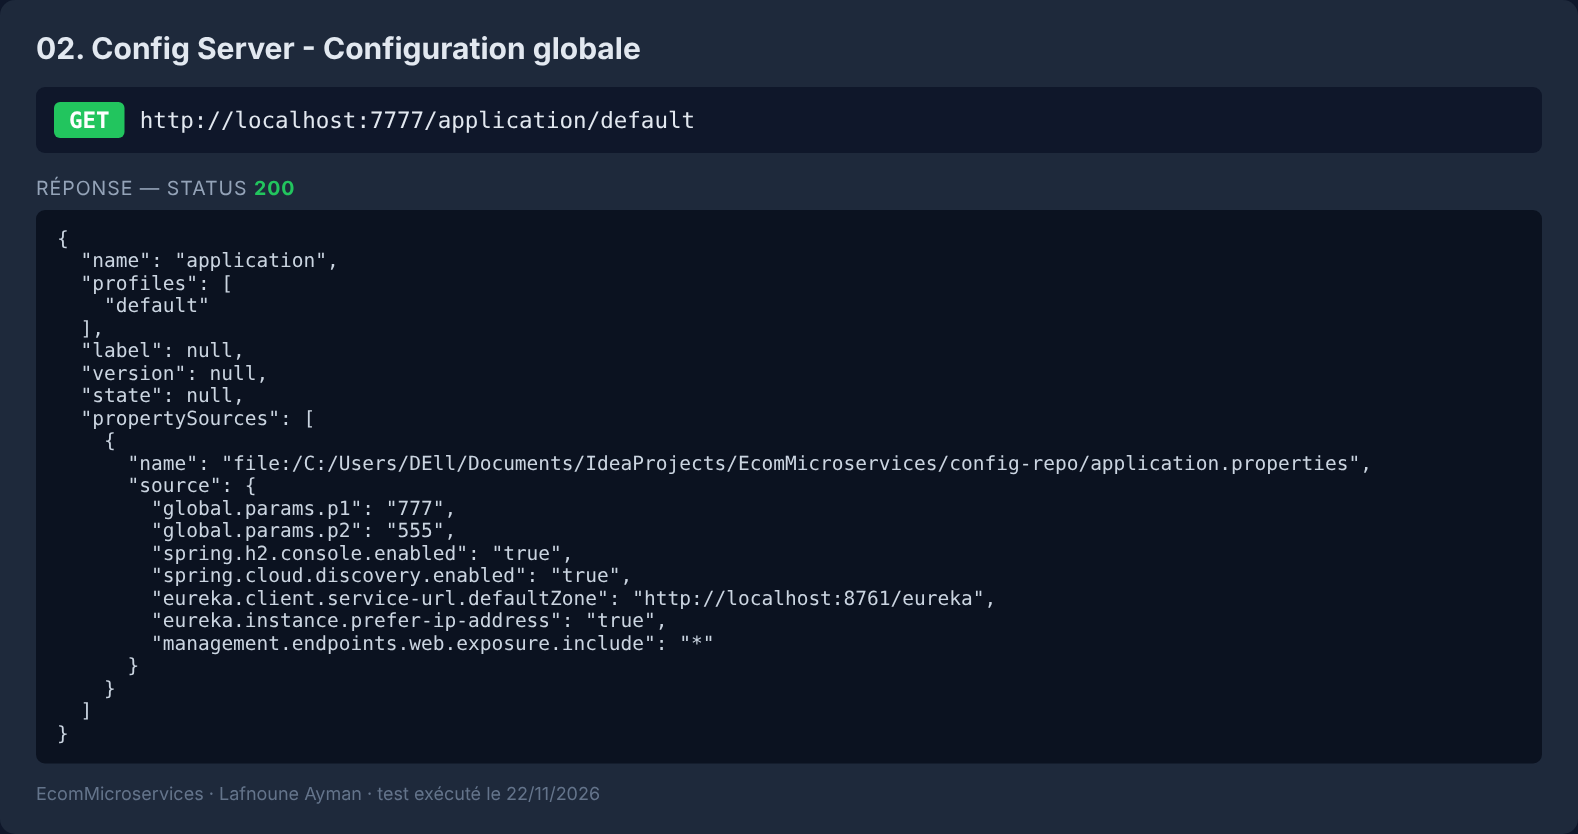 02. Config Server - Configuration globale
GET http://localhost:7777/application/default
RÉPONSE — STATUS 200
{
  "name": "application",
  "profiles": [
    "default"
  ],
  "label": null,
  "version": null,
  "state": null,
  "propertySources": [
    {
      "name": "file:/C:/Users/DEll/Documents/IdeaProjects/EcomMicroservices/config-repo/application.properties",
      "source": {
        "global.params.p1": "777",
        "global.params.p2": "555",
        "spring.h2.console.enabled": "true",
        "spring.cloud.discovery.enabled": "true",
        "eureka.client.service-url.defaultZone": "http://localhost:8761/eureka",
        "eureka.instance.prefer-ip-address": "true",
        "management.endpoints.web.exposure.include": "*"
      }
    }
  ]
}
EcomMicroservices · Lafnoune Ayman · test exécuté le 22/11/2026